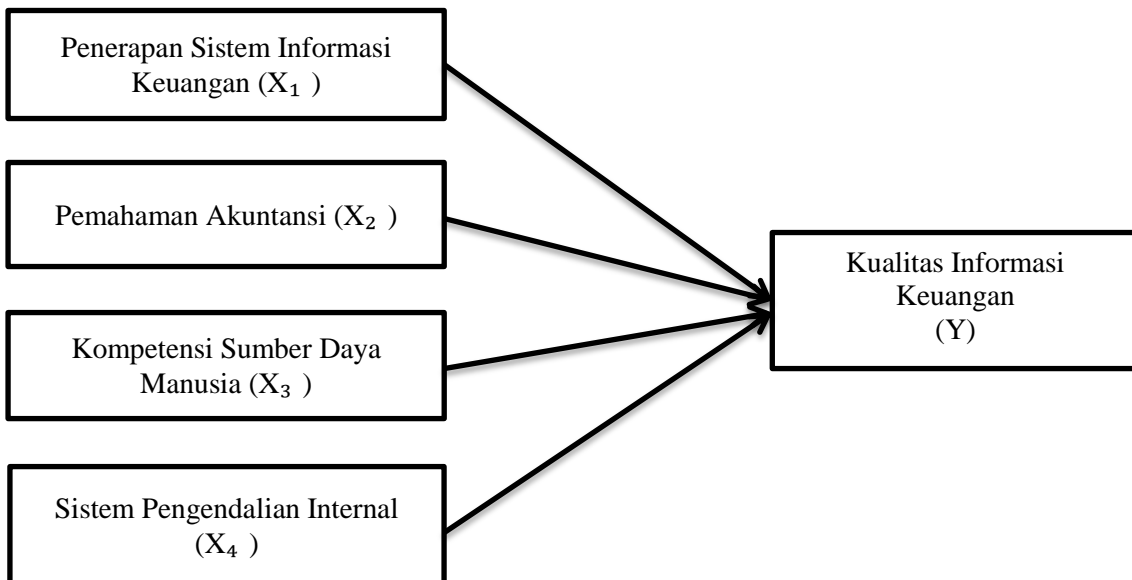 Penerapan Sistem Informasi
Keuangan (X₁ )
Pemahaman Akuntansi (X₂ )
Kompetensi Sumber Daya
Manusia (X₃ )
Sistem Pengendalian Internal
(X₄ )
Kualitas Informasi
Keuangan
(Y)